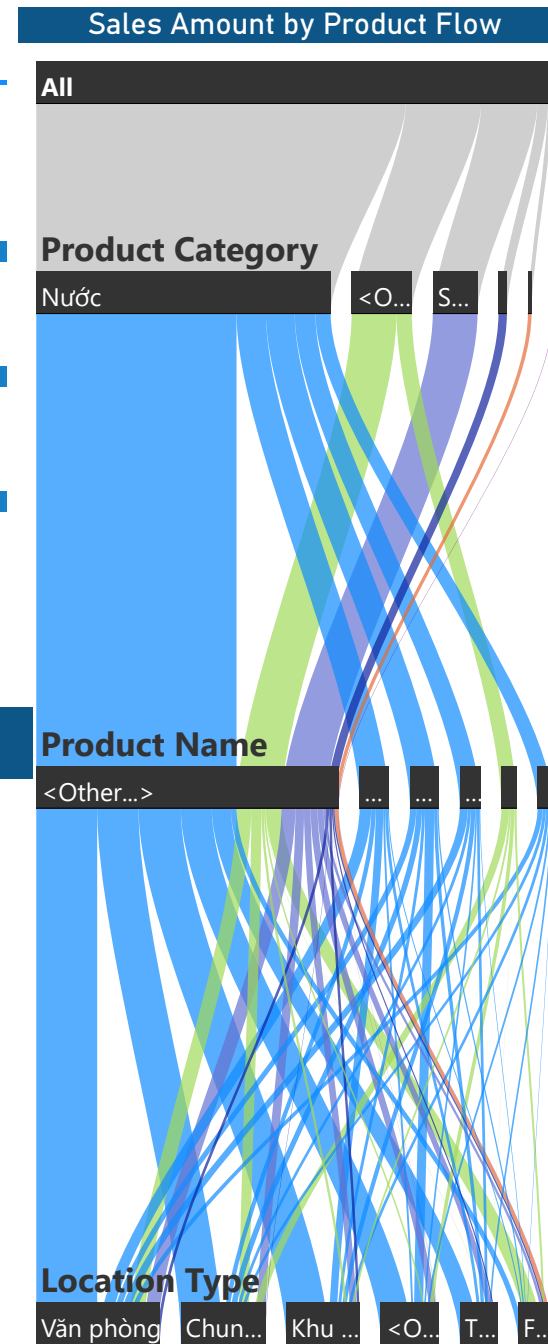 Sales Amount by Product Flow
All
Product Category
Nước <O... S...
Product Name
<Other...> ... ... ...
Location Type
Văn phòng Chun... Khu ... <O... T... F...